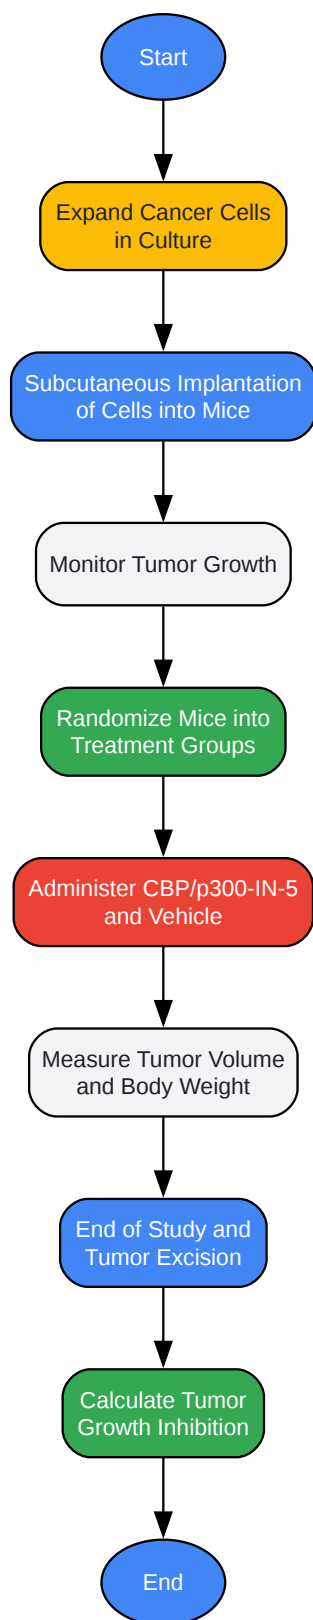 Start
Expand Cancer Cells
in Culture
Subcutaneous Implantation
of Cells into Mice
Monitor Tumor Growth
Randomize Mice into
Treatment Groups
Administer CBP/p300-IN-5
and Vehicle
Measure Tumor Volume
and Body Weight
End of Study and
Tumor Excision
Calculate Tumor
Growth Inhibition
End